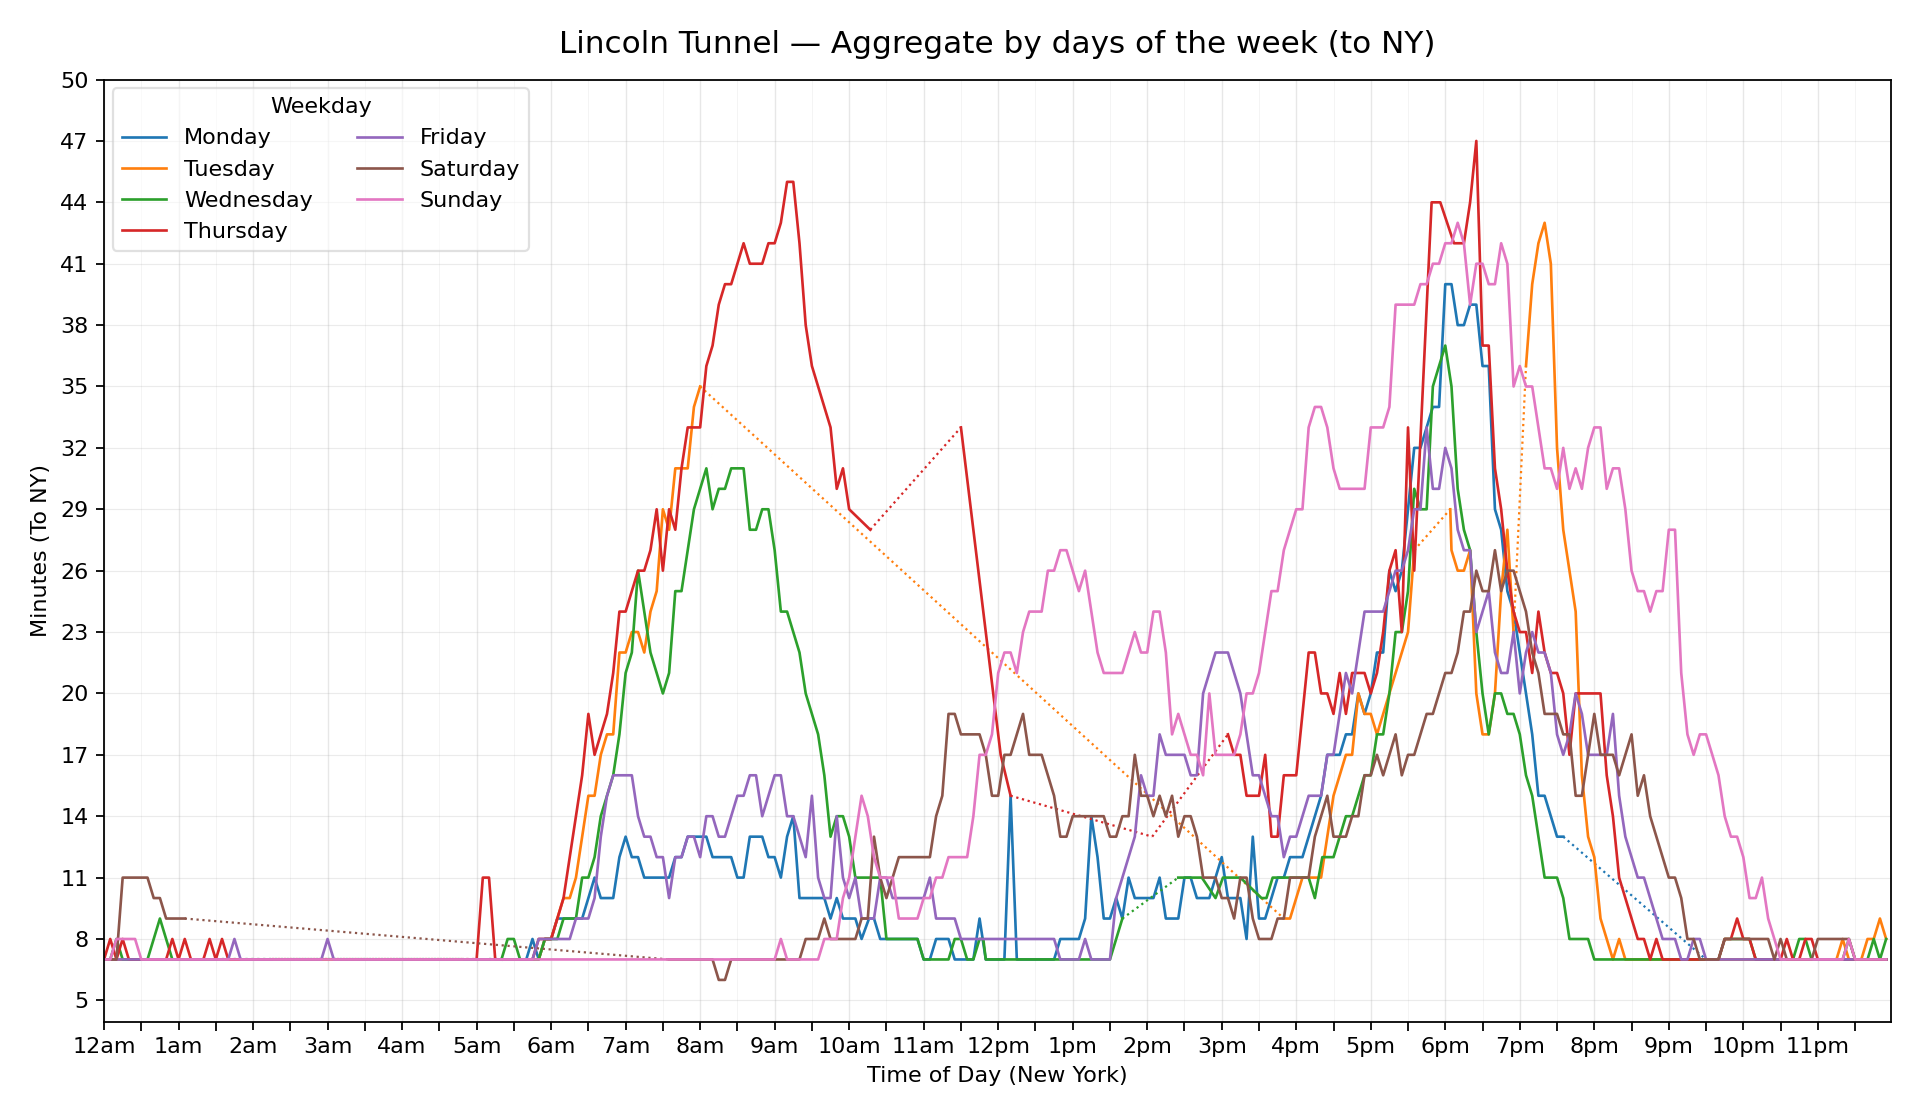 Lincoln Tunnel — Aggregate by days of the week (to NY)
Weekday
Monday
Tuesday
Wednesday
Thursday
Friday
Saturday
Sunday
50
47
44
41
38
35
32
29
26
23
20
17
14
11
8
5
Minutes (To NY)
12am 1am 2am 3am 4am 5am 6am 7am 8am 9am 10am 11am 12pm 1pm 2pm 3pm 4pm 5pm 6pm 7pm 8pm 9pm 10pm 11pm
Time of Day (New York)